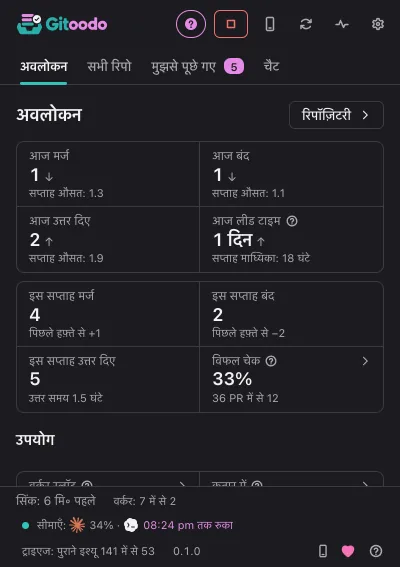 Gitoodo
अवलोकन सभी रिपो मुझसे पूछे गए 5 चैट
अवलोकन
रिपॉज़िटरी
आज मर्ज
1 ↓
सप्ताह औसत: 1.3
आज बंद
1 ↓
सप्ताह औसत: 1.1
आज उत्तर दिए
2 ↑
सप्ताह औसत: 1.9
आज लीड टाइम
1 दिन ↑
सप्ताह माध्यिका: 18 घंटे
इस सप्ताह मर्ज
4
पिछले हफ़्ते से +1
इस सप्ताह बंद
2
पिछले हफ़्ते से −2
इस सप्ताह उत्तर दिए
5
उत्तर समय 1.5 घंटे
विफल चेक
33%
36 PR में से 12
उपयोग
वर्कर स्लॉट
कतार में
सिंक: 6 मि॰ पहले वर्कर: 7 में से 2
सीमाएँ: 34% · 08:24 pm तक रुका
ट्राइएज: पुराने इश्यू 141 में से 53 0.1.0